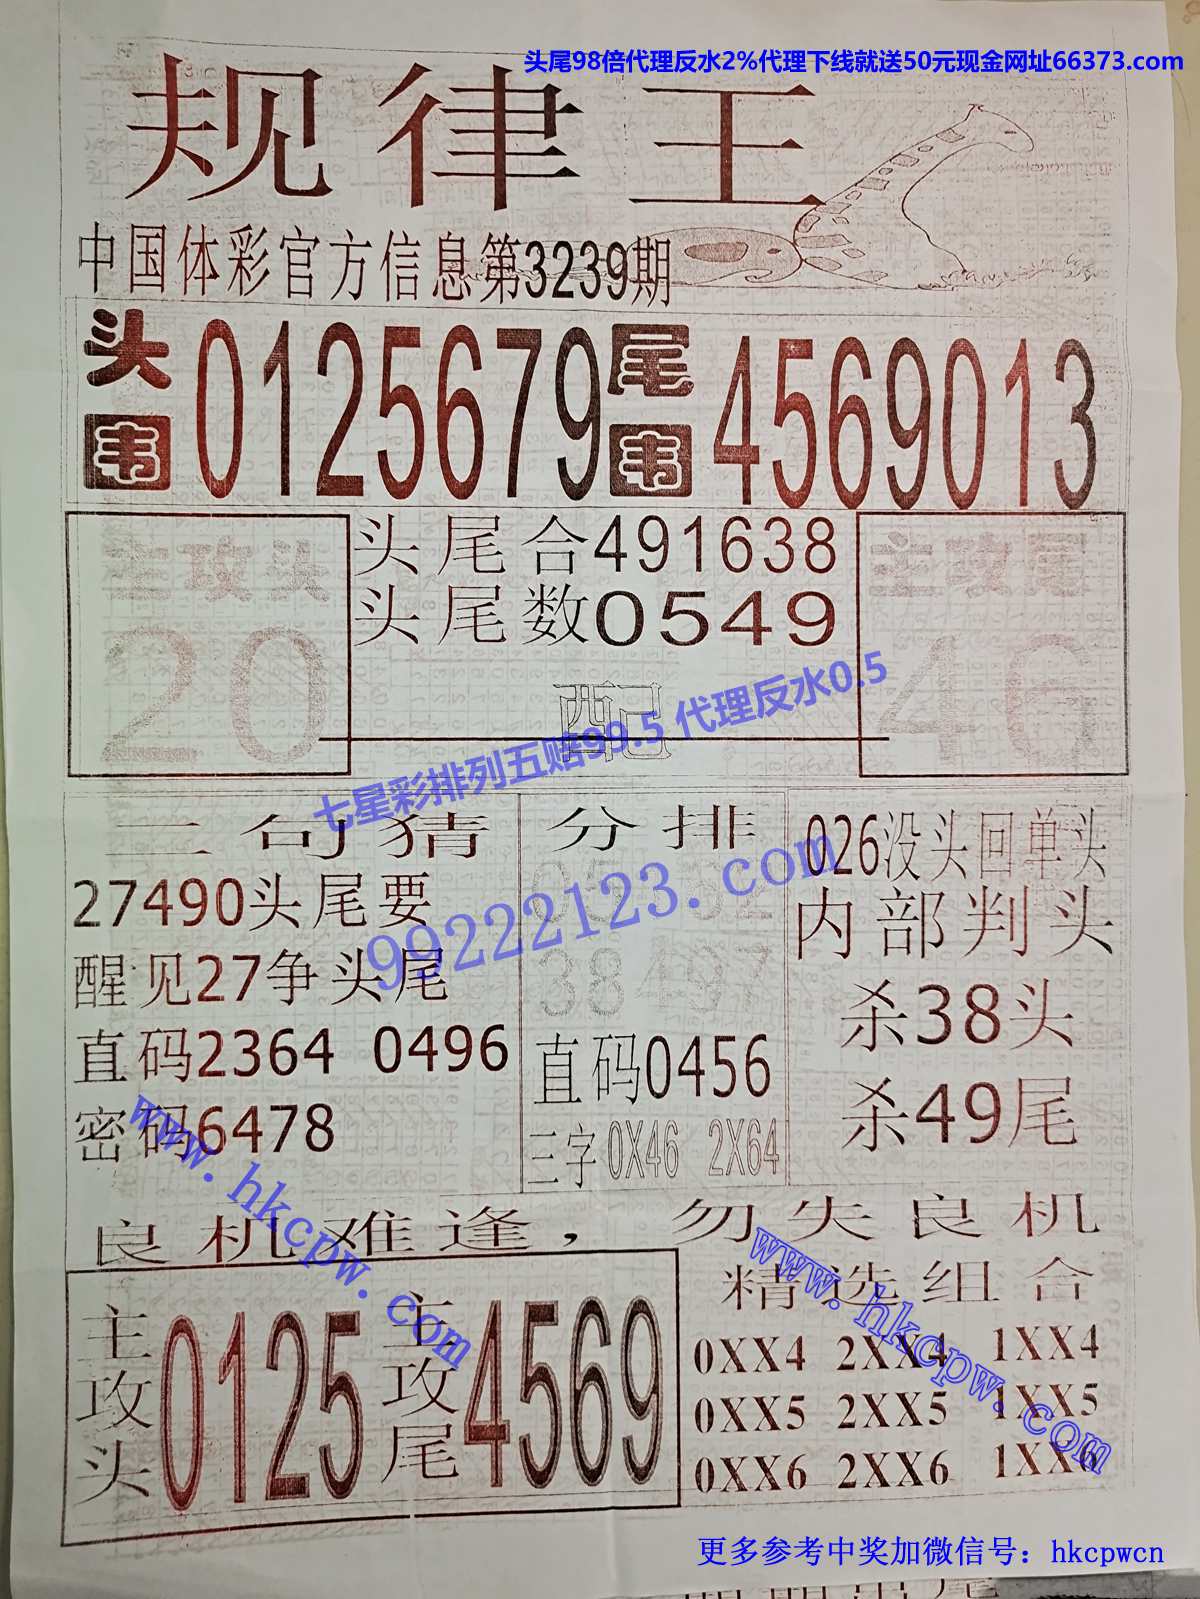 头尾98倍代理反水2%代理下线就送50元现金网址66373.com
规律王
中国体彩官方信息第3239期
头韦 0125679 尾韦 4569013
主攻头
20
头尾合491638
头尾数0549
配
主攻尾
46
七星彩排列五赔99.5 代理反水0.5
99222123.com
三句猜
27490头尾要
醒见27争头尾
直码2364 0496
密码6478
分排
38497
直码0456
三字 0X46 2X64
026没头回单头
内部判头
杀38头
杀49尾
www.hkcpw.com
良机难逢，勿失良机
主攻头 0125 主攻尾 4569
www.hkcpw.com
精选组合
0XX4 2XX4 1XX4
0XX5 2XX5 1XX5
0XX6 2XX6 1XX6
更多参考中奖加微信号：hkcpwcn